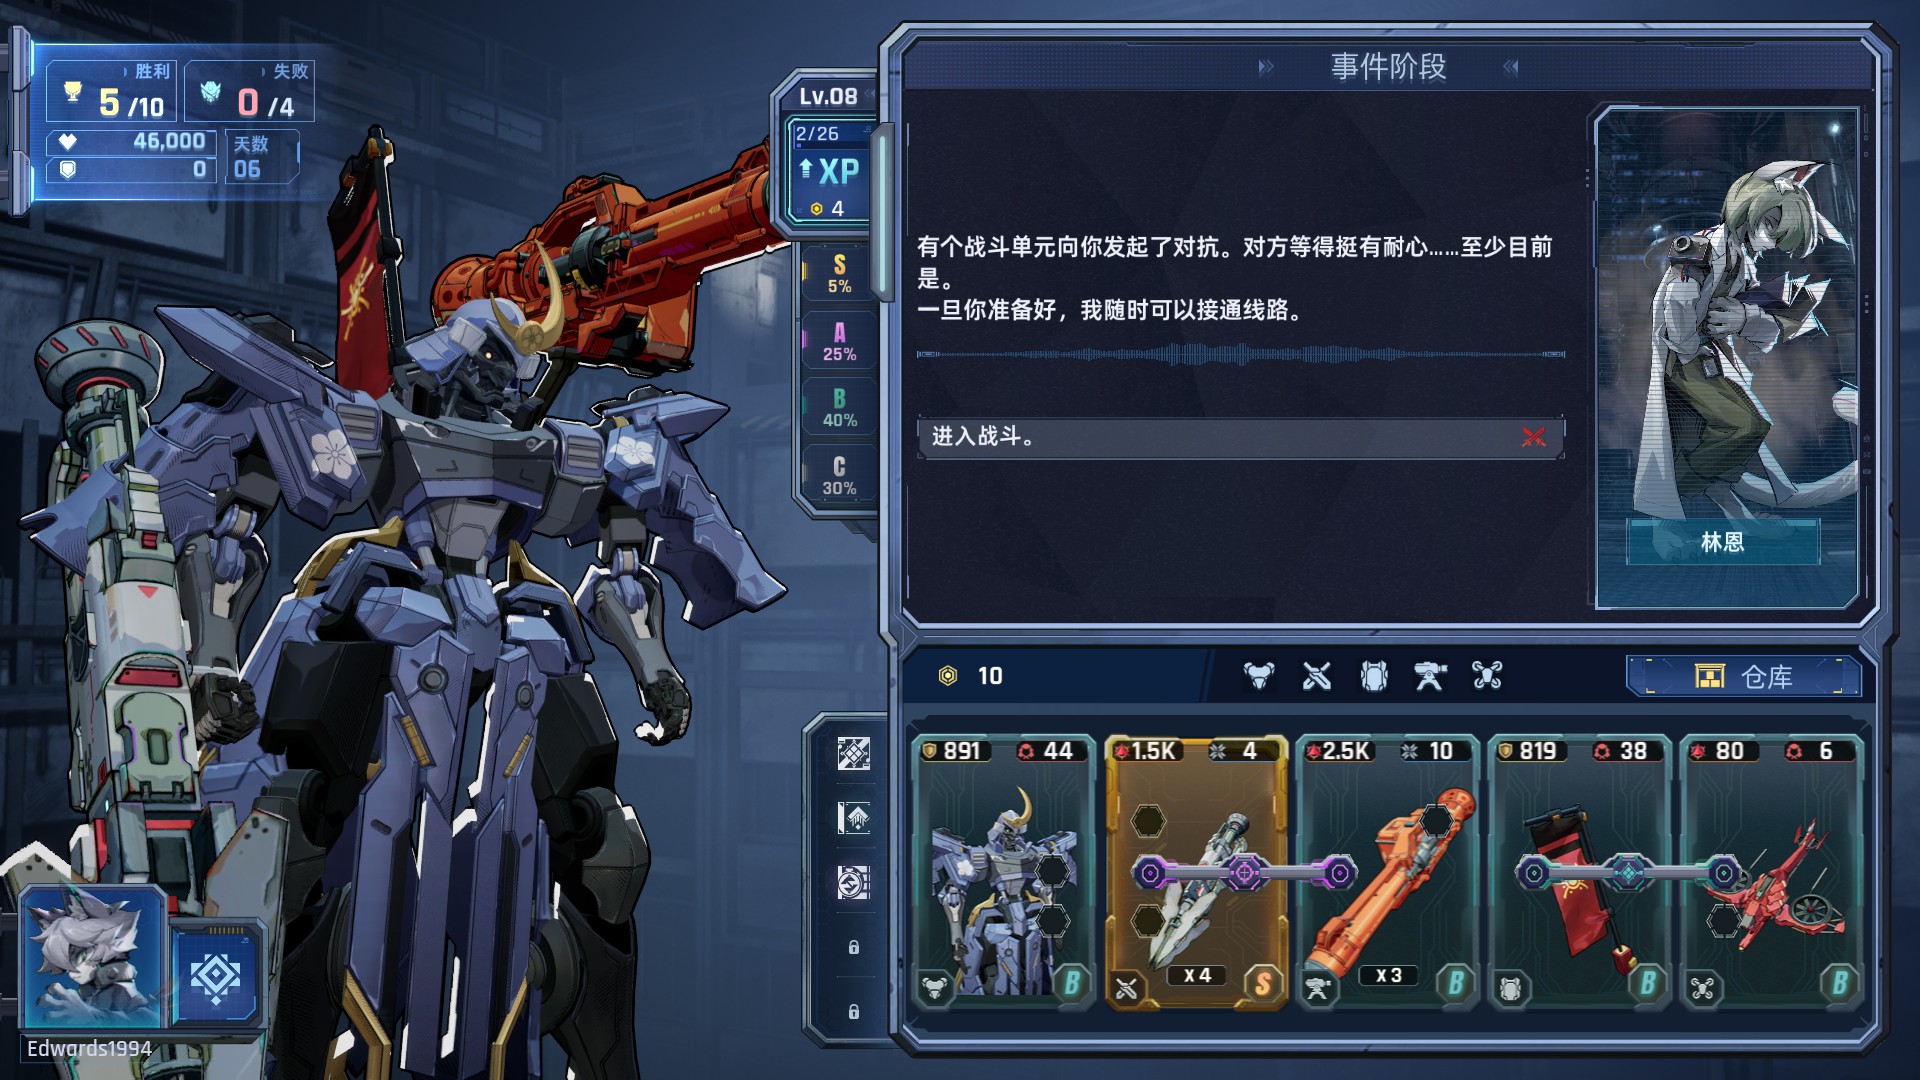 胜利
5/10
失败
0/4
46,000
0
天数
06
Lv.08
2/26
XP
4
S
5%
A
25%
B
40%
C
30%
事件阶段
有个战斗单元向你发起了对抗。对方等得挺有耐心……至少目前
是。
一旦你准备好，我随时可以接通线路。
进入战斗。
林恩
10
仓库
891 44
1.5K 4
2.5K 10
819 38
80 6
B
x4 S
x3 B
B
B
Edwards1994